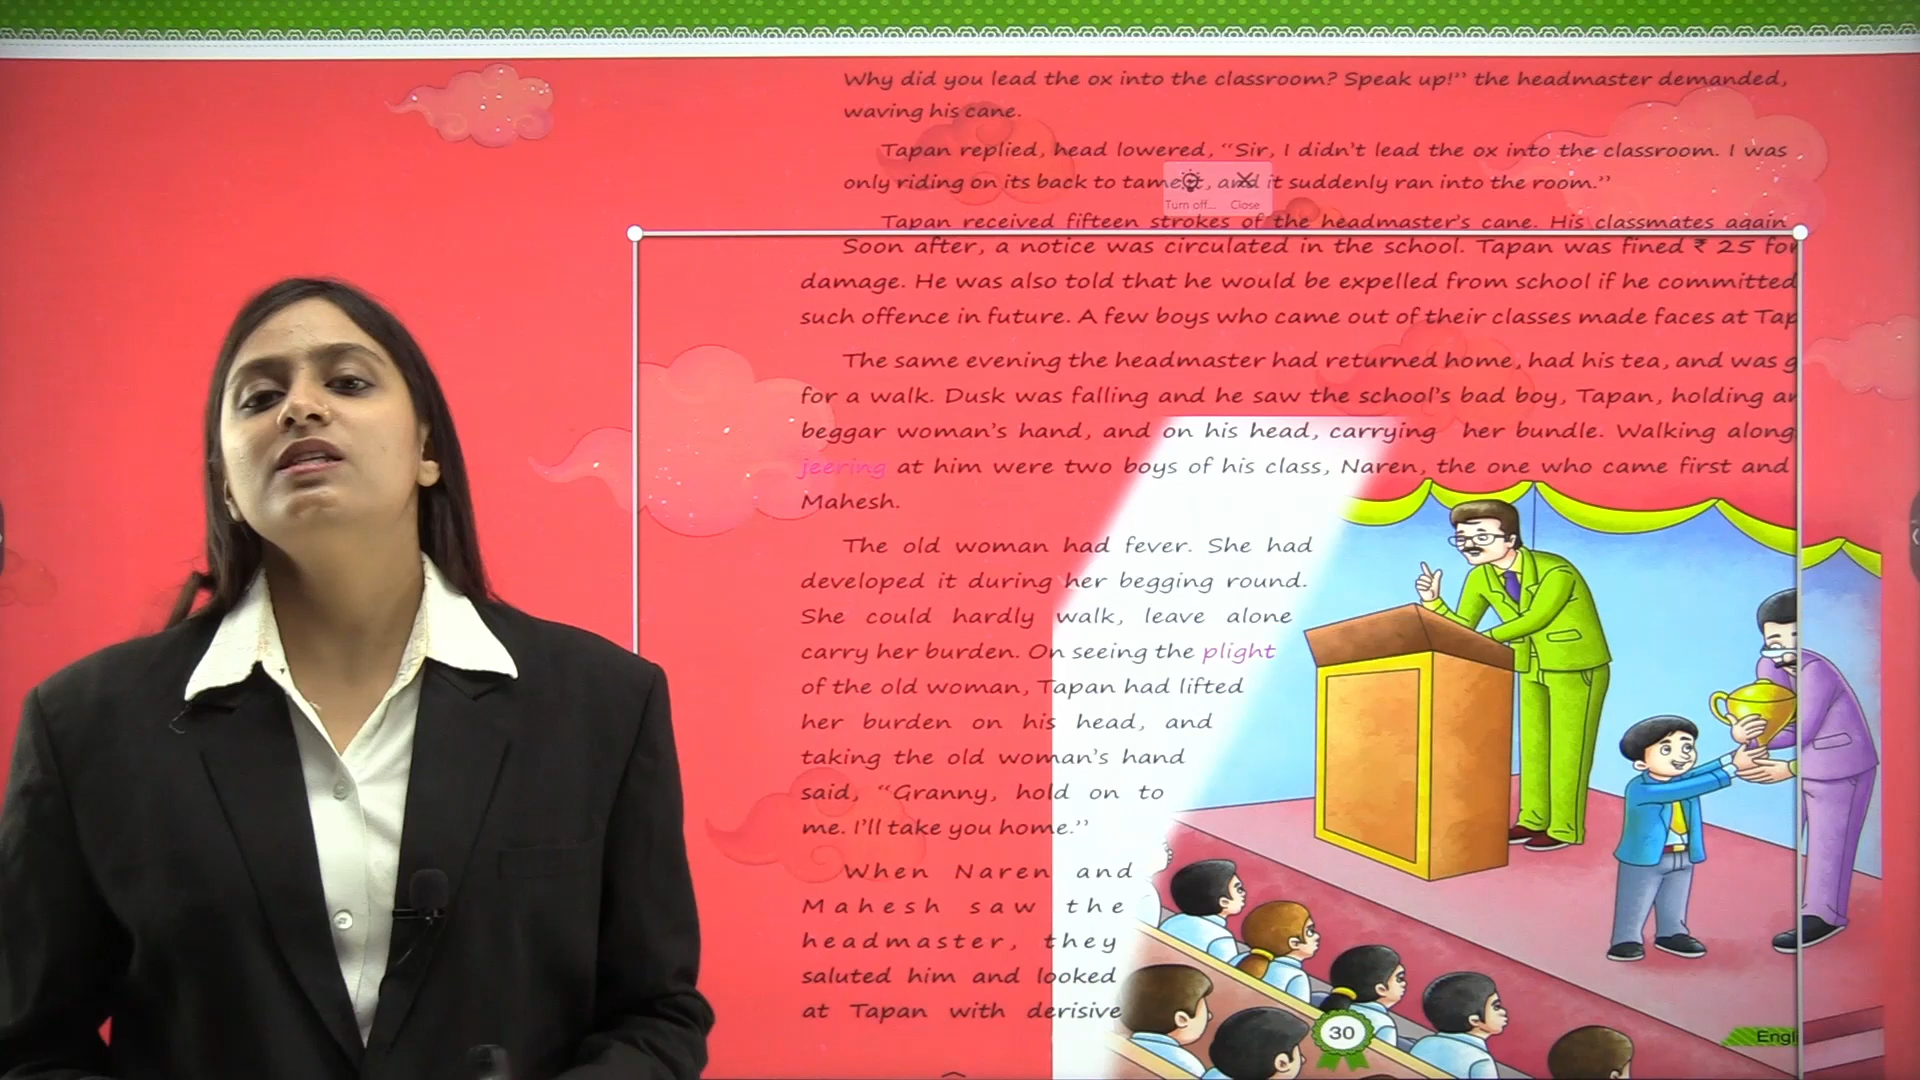 Why did you lead the ox into the classroom? Speak up!” the headmaster demanded,
waving his cane.
Tapan replied, head lowered, “Sir, I didn’t lead the ox into the classroom. I was
only riding on its back to tame it, and it suddenly ran into the room.”
Turn off... Close
Tapan received fifteen strokes of the headmaster’s cane. His classmates again
Soon after, a notice was circulated in the school. Tapan was fined ₹ 25 for
damage. He was also told that he would be expelled from school if he committed
such offence in future. A few boys who came out of their classes made faces at Tap
The same evening the headmaster had returned home, had his tea, and was g
for a walk. Dusk was falling and he saw the school’s bad boy, Tapan, holding an
beggar woman’s hand, and on his head, carrying her bundle. Walking along
jeering at him were two boys of his class, Naren, the one who came first and
Mahesh.
The old woman had fever. She had
developed it during her begging round.
She could hardly walk, leave alone
carry her burden. On seeing the plight
of the old woman, Tapan had lifted
her burden on his head, and
taking the old woman’s hand
said, “Granny, hold on to
me. I’ll take you home.”
When Naren and
Mahesh saw the
headmaster, they
saluted him and looked
at Tapan with derisive
30
Engli